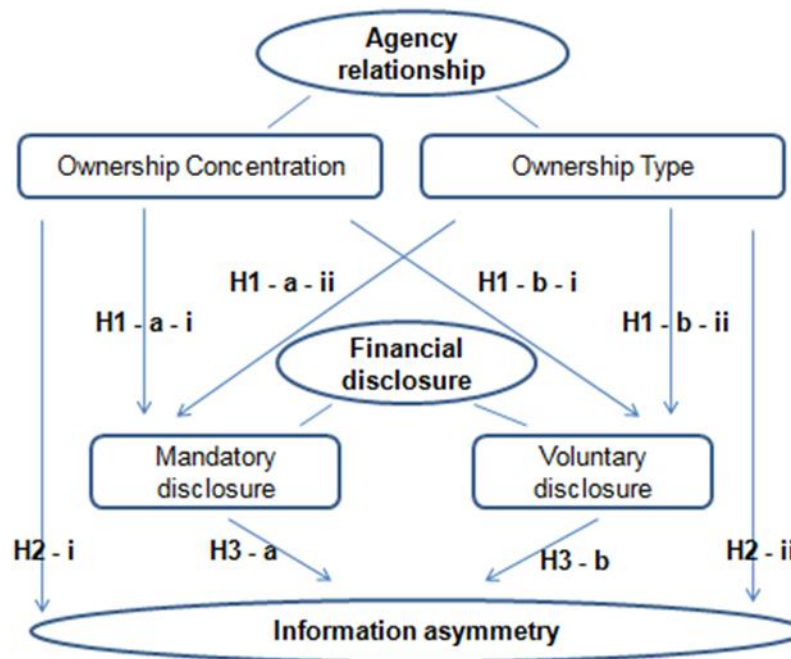 Agency
relationship
Ownership Concentration
Ownership Type
H1 - a - ii
H1 - b - i
H1 - a - i
H1 - b - ii
Financial
disclosure
Mandatory
disclosure
Voluntary
disclosure
H2 - i
H3 - a
H3 - b
H2 - ii
Information asymmetry